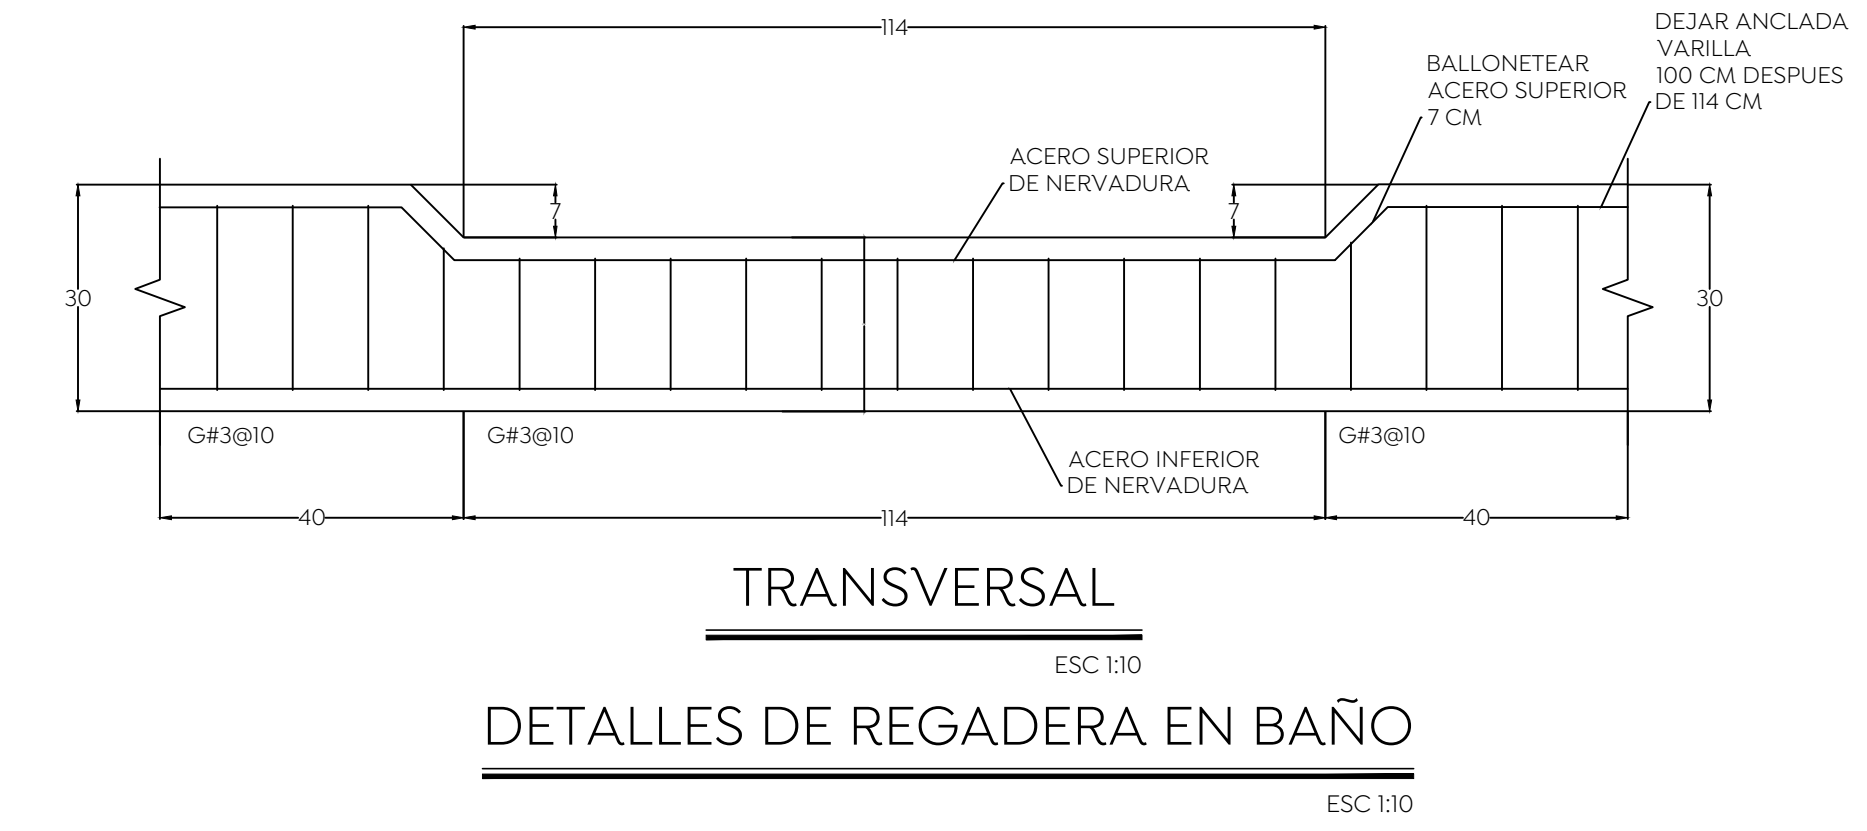 114
DEJAR ANCLADA
VARILLA
100 CM DESPUES
DE 114 CM
BALLONETEAR
ACERO SUPERIOR
7 CM
ACERO SUPERIOR
DE NERVADURA
7
7
30
30
G#3@10
G#3@10
G#3@10
ACERO INFERIOR
DE NERVADURA
40
114
40
TRANSVERSAL
ESC 1:10
DETALLES DE REGADERA EN BAÑO
ESC 1:10